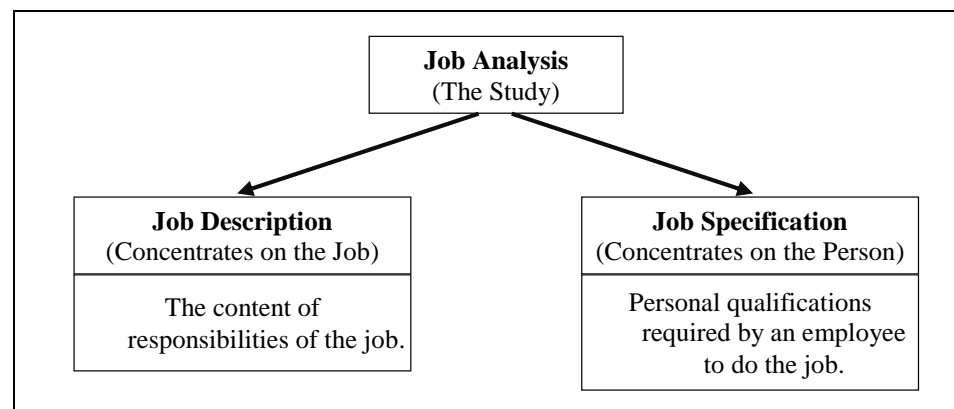 Job Analysis
(The Study)
Job Description
(Concentrates on the Job)
The content of
responsibilities of the job.
Job Specification
(Concentrates on the Person)
Personal qualifications
required by an employee
to do the job.